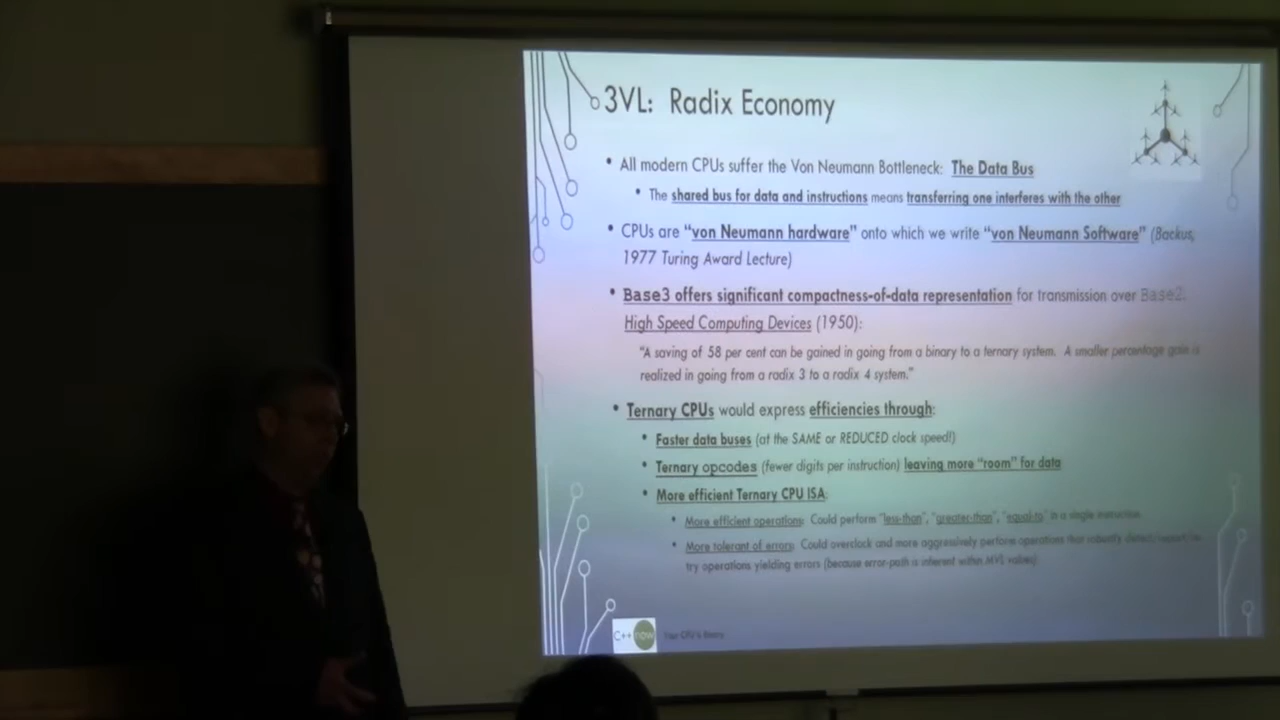 3VL: Radix Economy
• All modern CPUs suffer the Von Neumann Bottleneck: The Data Bus
• The shared bus for data and instructions means transferring one interferes with the other
• CPUs are “von Neumann hardware” onto which we write “von Neumann Software” (Backus,
1977 Turing Award Lecture)
• Base3 offers significant compactness-of-data representation for transmission over Base2.
High Speed Computing Devices (1950):
“A saving of 58 per cent can be gained in going from a binary to a ternary system. A smaller percentage gain is
realized in going from a radix 3 to a radix 4 system.”
• Ternary CPUs would express efficiencies through:
• Faster data buses (at the SAME or REDUCED clock speed!)
• Ternary opcodes (fewer digits per instruction) leaving more “room” for data
• More efficient Ternary CPU ISA:
• More efficient operations: Could perform “less-than”, “greater-than”, “equal-to” in a single instruction
• More tolerant of errors: Could overclock and more aggressively perform operations that robustly
try operations yielding errors (because error-path is inherent within MVL values)
C++ now
Your CPU is Binary